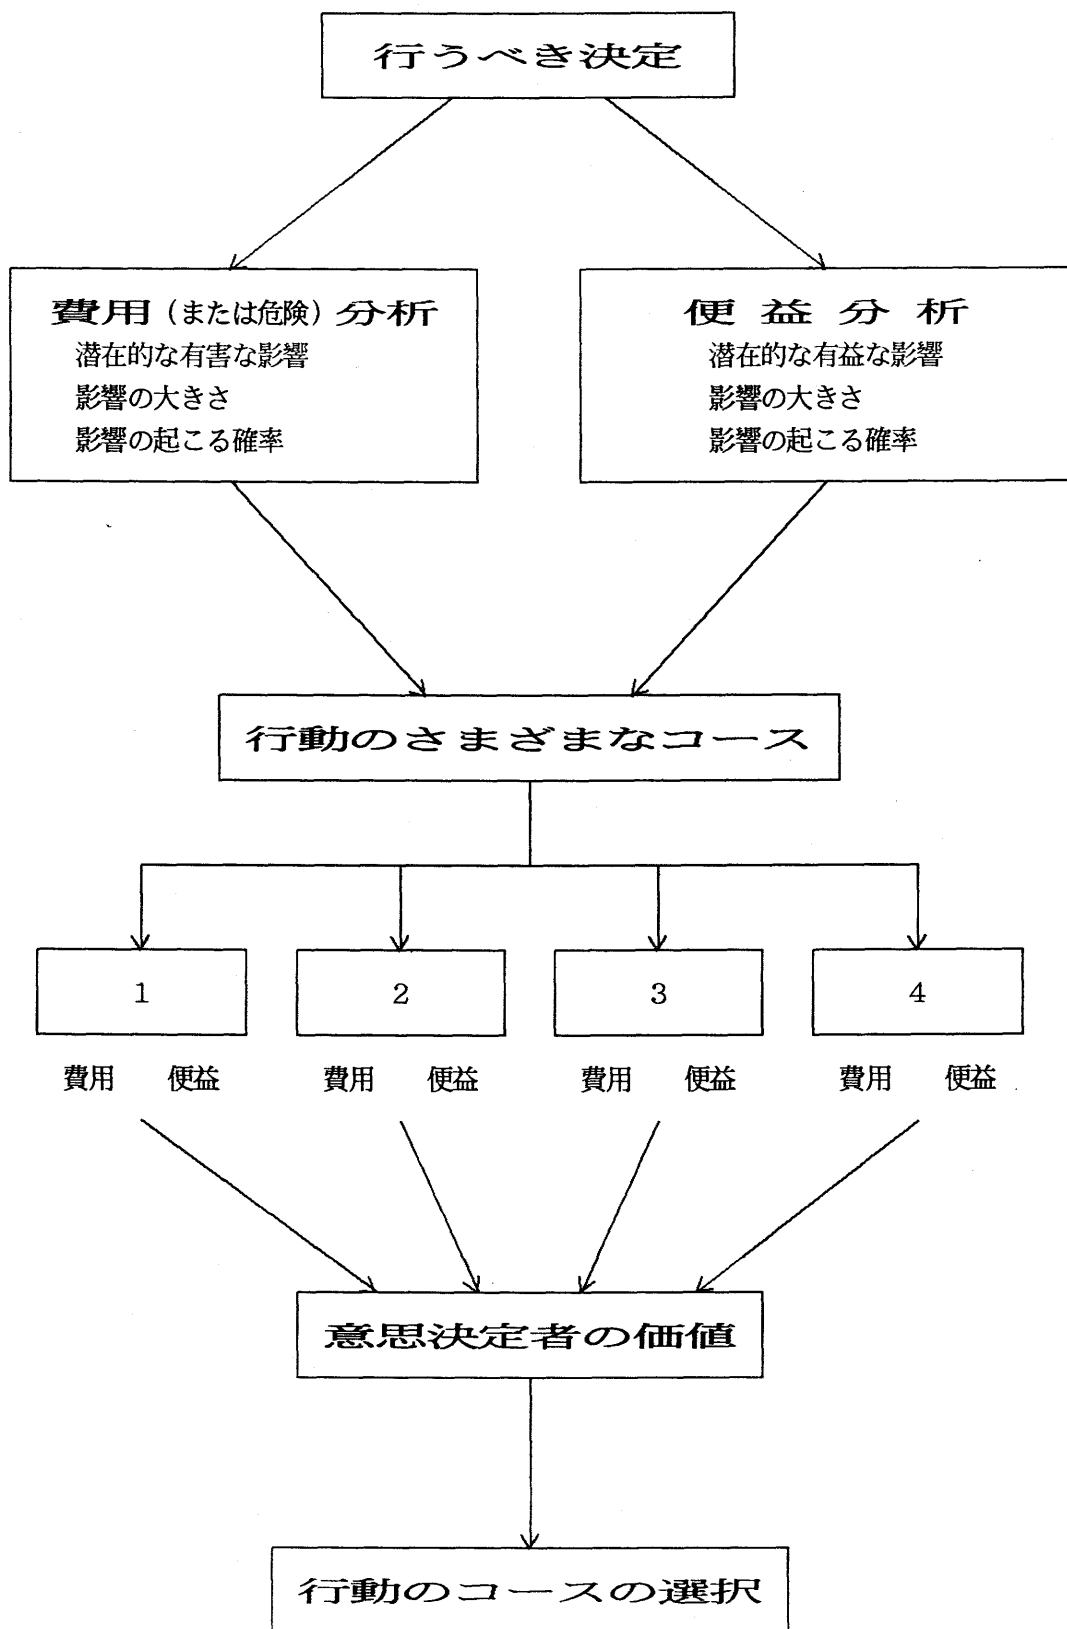 行うべき決定
費用（または危険）分析
潜在的な有害な影響
影響の大きさ
影響の起こる確率
便益分析
潜在的な有益な影響
影響の大きさ
影響の起こる確率
行動のさまざまなコース
1 2 3 4
費用 便益 費用 便益 費用 便益 費用 便益
意思決定者の価値
行動のコースの選択